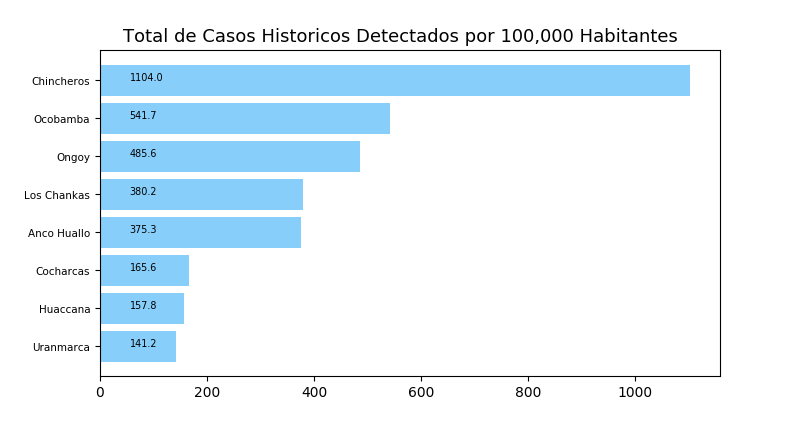 Total de Casos Historicos Detectados por 100,000 Habitantes
Chincheros 1104.0
Ocobamba 541.7
Ongoy 485.6
Los Chankas 380.2
Anco Huallo 375.3
Cocharcas 165.6
Huaccana 157.8
Uranmarca 141.2
0 200 400 600 800 1000